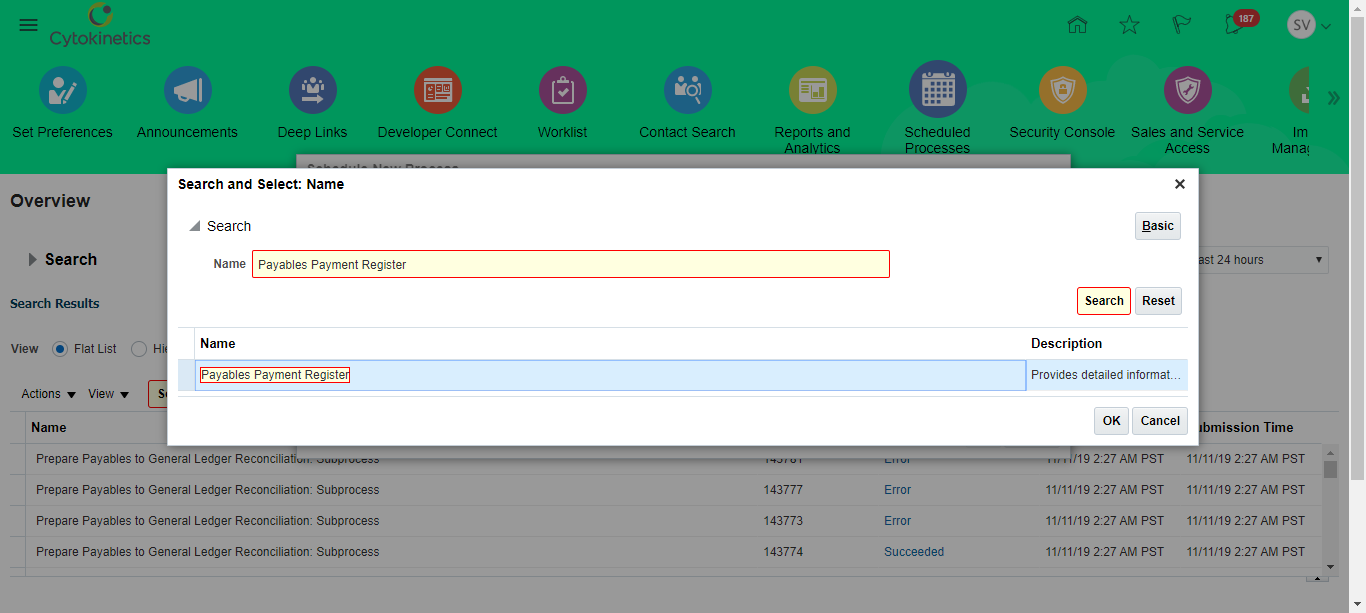 Cytokinetics
187
SV
Set Preferences
Announcements
Deep Links
Developer Connect
Worklist
Contact Search
Reports and Analytics
Scheduled Processes
Security Console
Sales and Service Access
Im
Manag
Schedule New Process
Search and Select: Name
Overview
Search
Basic
Name Payables Payment Register
Search
ast 24 hours
Search Reset
Search Results
Name Description
View Flat List Hi
Payables Payment Register Provides detailed informat...
Actions View S
OK Cancel
Name ubmission Time
Prepare Payables to General Ledger Reconciliation: Subprocess 143781 Error 11/11/19 2:27 AM PST 11/11/19 2:27 AM PST
Prepare Payables to General Ledger Reconciliation: Subprocess 143777 Error 11/11/19 2:27 AM PST 11/11/19 2:27 AM PST
Prepare Payables to General Ledger Reconciliation: Subprocess 143773 Error 11/11/19 2:27 AM PST 11/11/19 2:27 AM PST
Prepare Payables to General Ledger Reconciliation: Subprocess 143774 Succeeded 11/11/19 2:27 AM PST 11/11/19 2:27 AM PST